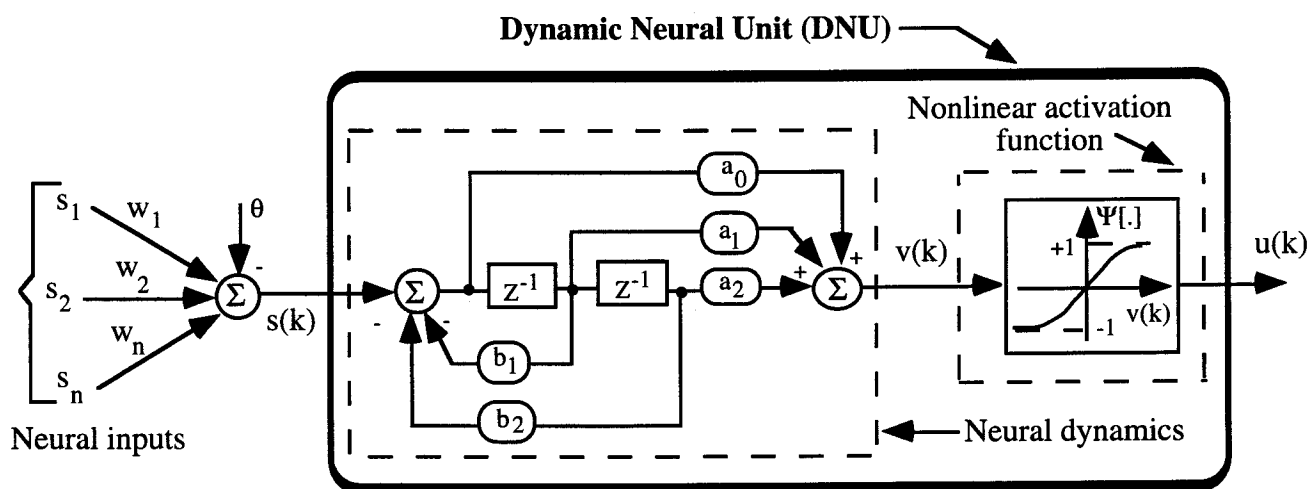 Dynamic Neural Unit (DNU)
Nonlinear activation
function
s1
w1
θ
-
s2
w2
Σ
s(k)
sn
wn
Neural inputs
a0
a1
a2
Σ
Z-1
Z-1
-
-
b1
b2
+
+
Σ
v(k)
Ψ[.]
+1
-1
v(k)
u(k)
Neural dynamics